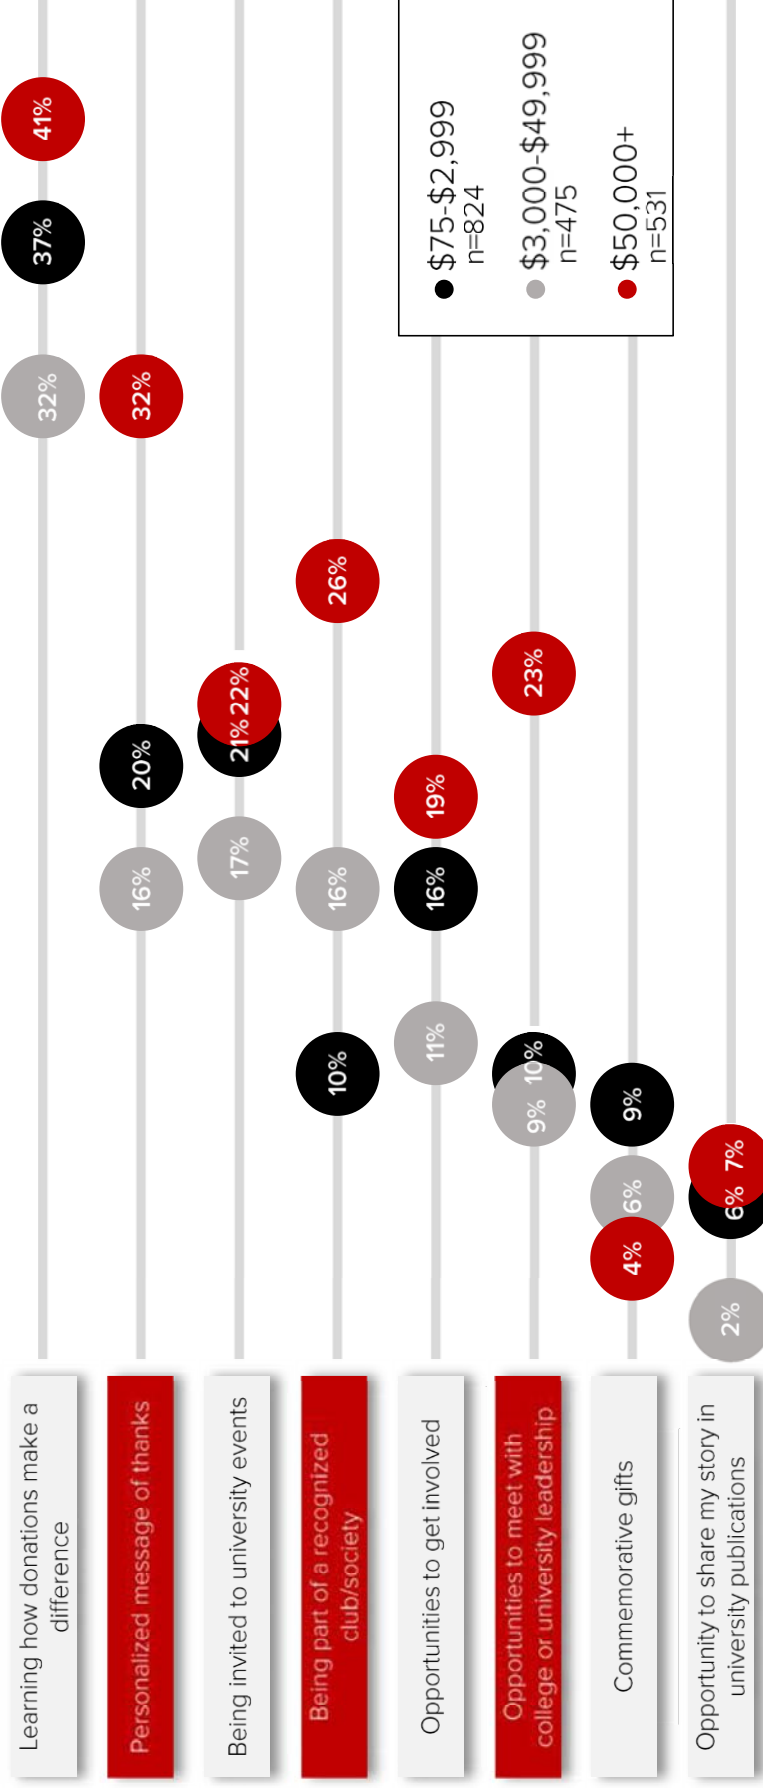 Learning how donations make a
difference
32%
37%
41%
Personalized message of thanks
16%
20%
32%
Being invited to university events
17%
21%
22%
Being part of a recognized
club/society
10%
16%
26%
Opportunities to get involved
11%
16%
19%
Opportunities to meet with
college or university leadership
9%
10%
23%
Commemorative gifts
4%
6%
9%
Opportunity to share my story in
university publications
2%
6%
7%
$75-$2,999
n=824
$3,000-$49,999
n=475
$50,000+
n=531